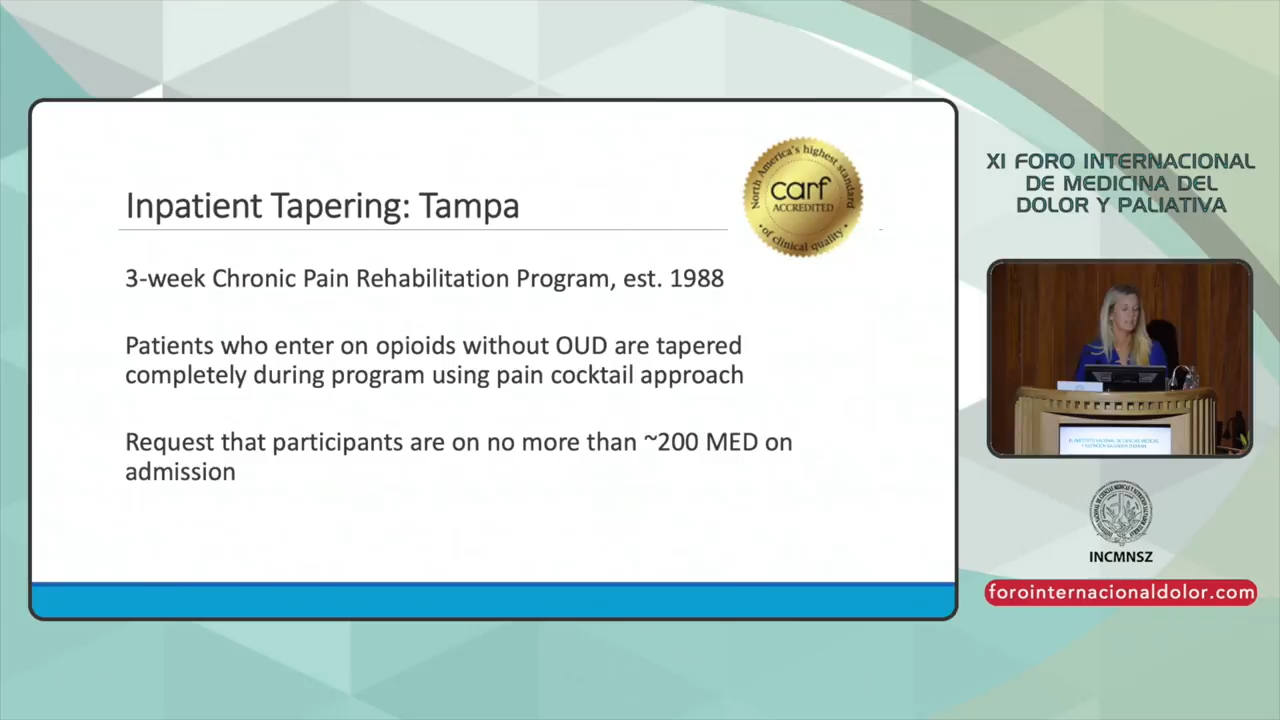 Inpatient Tapering: Tampa
North America's highest standard
carf
ACCREDITED
of clinical quality
3-week Chronic Pain Rehabilitation Program, est. 1988
Patients who enter on opioids without OUD are tapered
completely during program using pain cocktail approach
Request that participants are on no more than ~200 MED on
admission
XI FORO INTERNACIONAL
DE MEDICINA DEL
DOLOR Y PALIATIVA
INCMNSZ
forointernacionaldolor.com